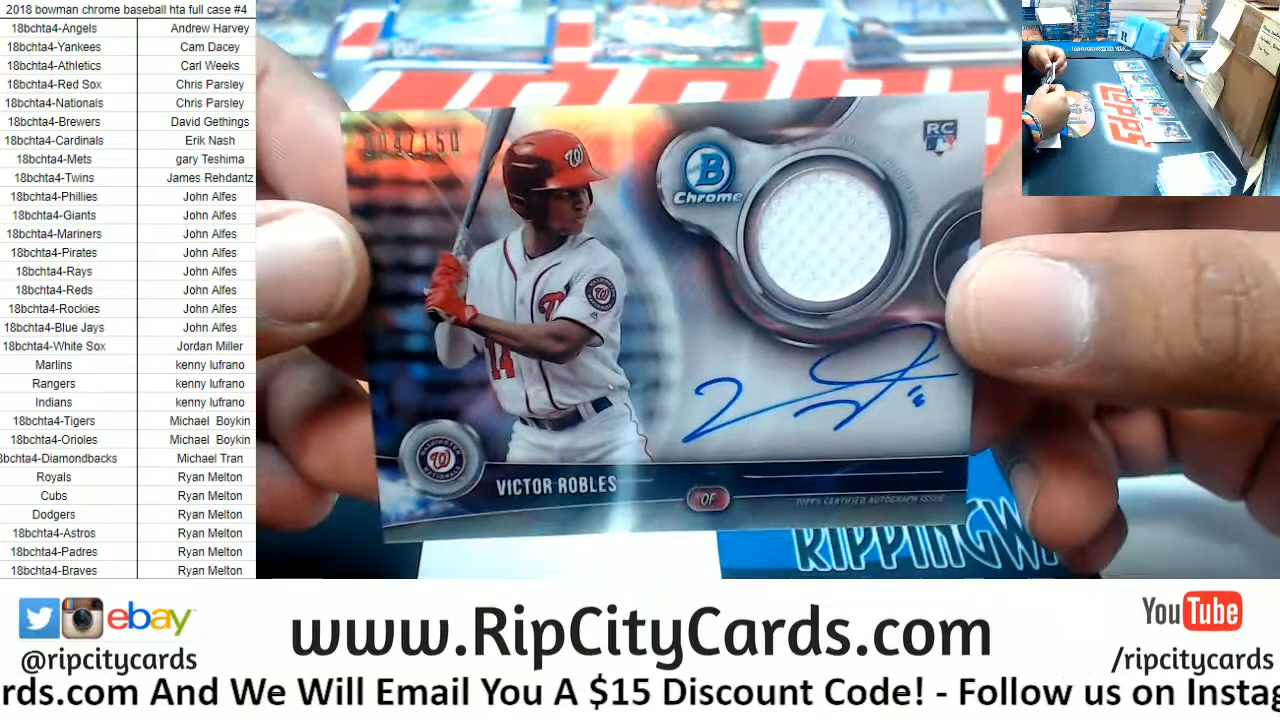 2018 bowman chrome baseball hta full case #4
18bchta4-Angels Andrew Harvey
18bchta4-Yankees Cam Dacey
18bchta4-Athletics Carl Weeks
18bchta4-Red Sox Chris Parsley
18bchta4-Nationals Chris Parsley
18bchta4-Brewers David Gethings
18bchta4-Cardinals Erik Nash
18bchta4-Mets gary Teshima
18bchta4-Twins James Rehdantz
18bchta4-Phillies John Alfes
18bchta4-Giants John Alfes
18bchta4-Mariners John Alfes
18bchta4-Pirates John Alfes
18bchta4-Rays John Alfes
18bchta4-Reds John Alfes
18bchta4-Rockies John Alfes
18bchta4-Blue Jays John Alfes
18bchta4-White Sox Jordan Miller
Marlins kenny lufrano
Rangers kenny lufrano
Indians kenny lufrano
18bchta4-Tigers Michael Boykin
18bchta4-Orioles Michael Boykin
8bchta4-Diamondbacks Michael Tran
Royals Ryan Melton
Cubs Ryan Melton
Dodgers Ryan Melton
18bchta4-Astros Ryan Melton
18bchta4-Padres Ryan Melton
18bchta4-Braves Ryan Melton
B
Chrome
RC
W
14
W
VICTOR ROBLES
OF
TOPPS CERTIFIED AUTOGRAPH ISSUE
RIPPINGW
ebay
@ripcitycards
www.RipCityCards.com
YouTube
/ripcitycards
rds.com And We Will Email You A $15 Discount Code! - Follow us on Instag